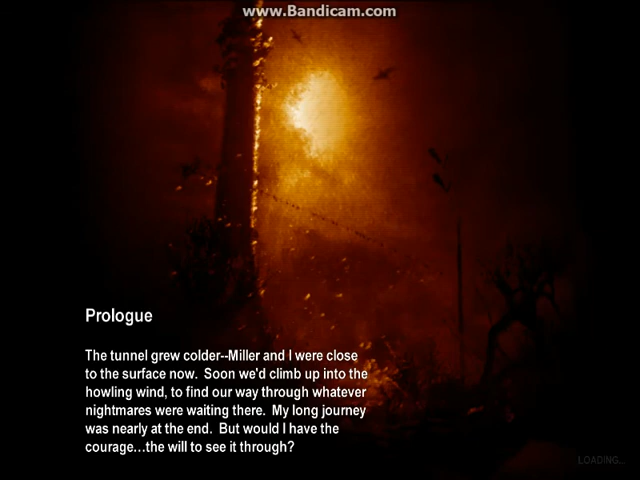 www.Bandicam.com
Prologue
The tunnel grew colder--Miller and I were close
to the surface now.  Soon we'd climb up into the
howling wind, to find our way through whatever
nightmares were waiting there.  My long journey
was nearly at the end.  But would I have the
courage...the will to see it through?
LOADING...